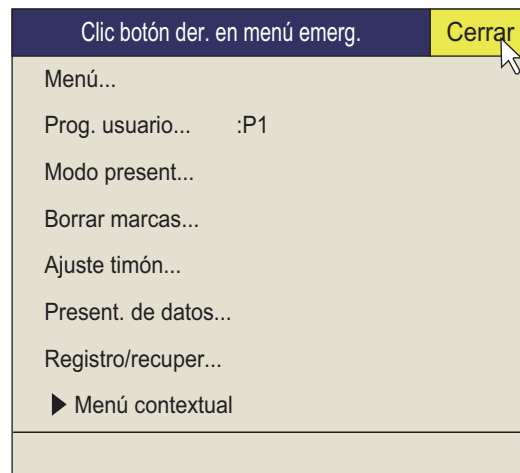 Clic botón der. en menú emerg. Cerrar
Menú...
Prog. usuario... :P1
Modo present...
Borrar marcas...
Ajuste timón...
Present. de datos...
Registro/recuper...
Menú contextual